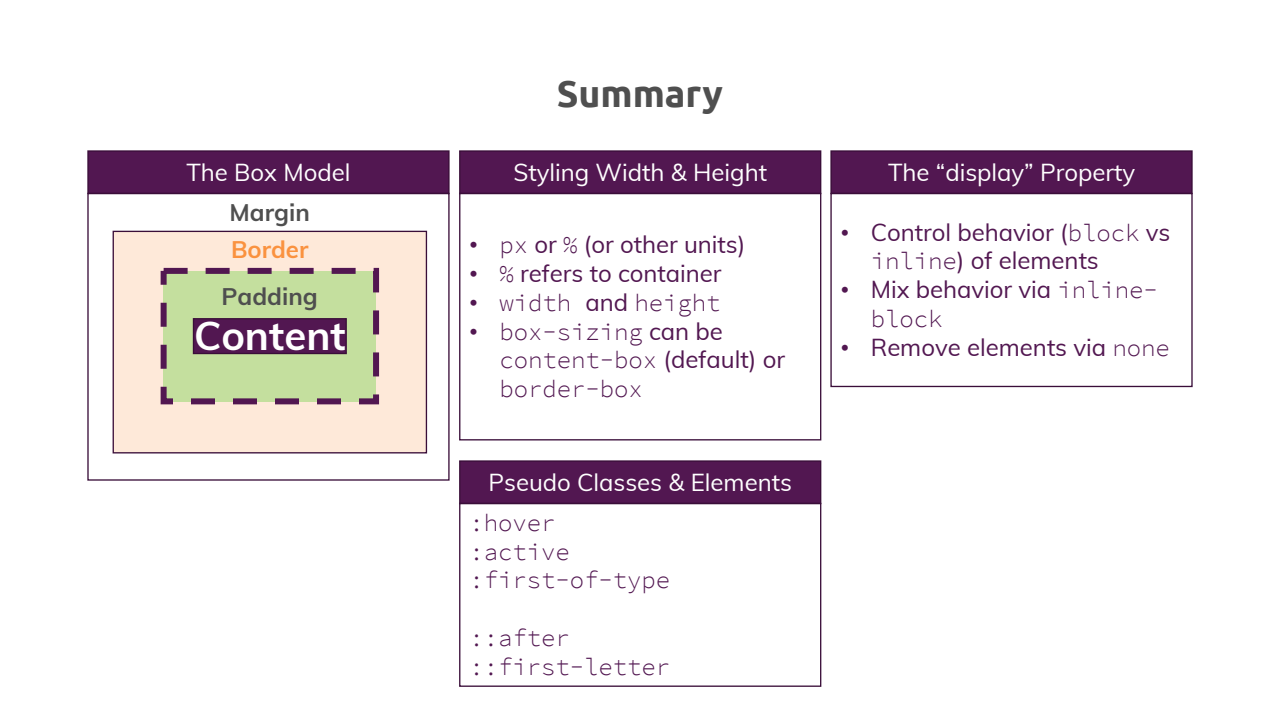 Summary
The Box Model
Margin
Border
Padding
Content
Styling Width & Height
• px or % (or other units)
• % refers to container
• width and height
• box-sizing can be
content-box (default) or
border-box
The “display” Property
• Control behavior (block vs
inline) of elements
• Mix behavior via inline-
block
• Remove elements via none
Pseudo Classes & Elements
:hover
:active
:first-of-type
::after
::first-letter